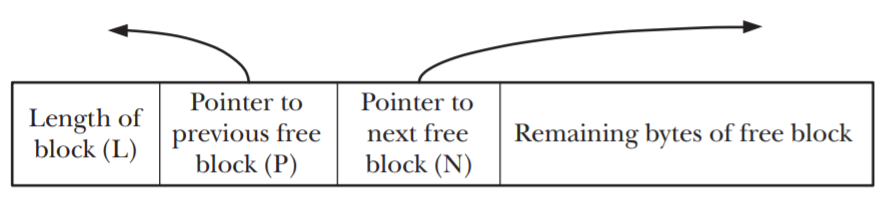 Length of
block (L)
Pointer to
previous free
block (P)
Pointer to
next free
block (N)
Remaining bytes of free block